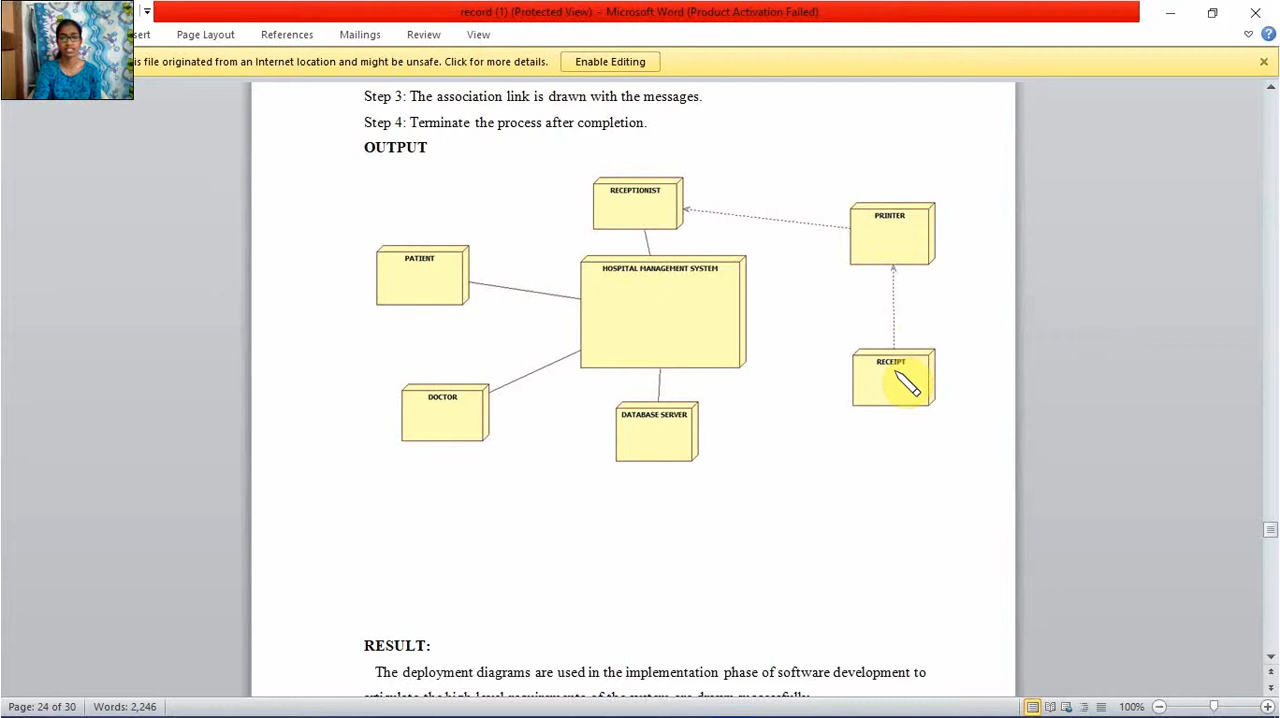 record (1) (Protected View) - Microsoft Word (Product Activation Failed)
Page Layout References Mailings Review View
file originated from an Internet location and might be unsafe. Click for more details. Enable Editing
Step 3: The association link is drawn with the messages.
Step 4: Terminate the process after completion.
OUTPUT
RECEPTIONIST
PRINTER
PATIENT
HOSPITAL MANAGEMENT SYSTEM
RECEIPT
DOCTOR
DATABASE SERVER
RESULT:
The deployment diagrams are used in the implementation phase of software development to
Page: 24 of 30 Words: 2,246 100%